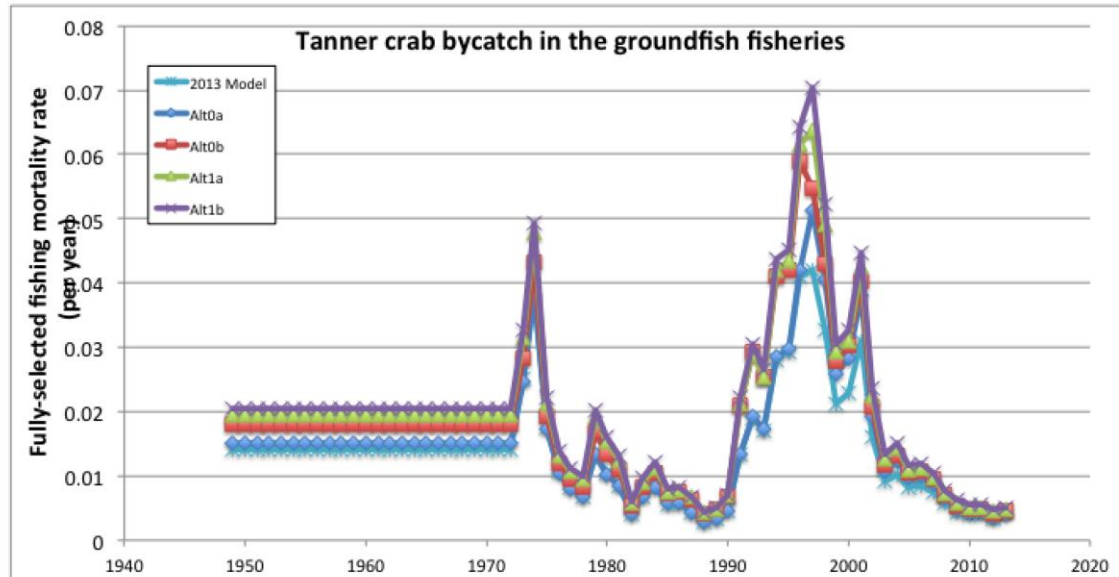 Tanner crab bycatch in the groundfish fisheries
Fully-selected fishing mortality rate
(per year)
0.08
0.07
0.06
0.05
0.04
0.03
0.02
0.01
0
2013 Model
Alt0a
Alt0b
Alt1a
Alt1b
1940
1950
1960
1970
1980
1990
2000
2010
2020